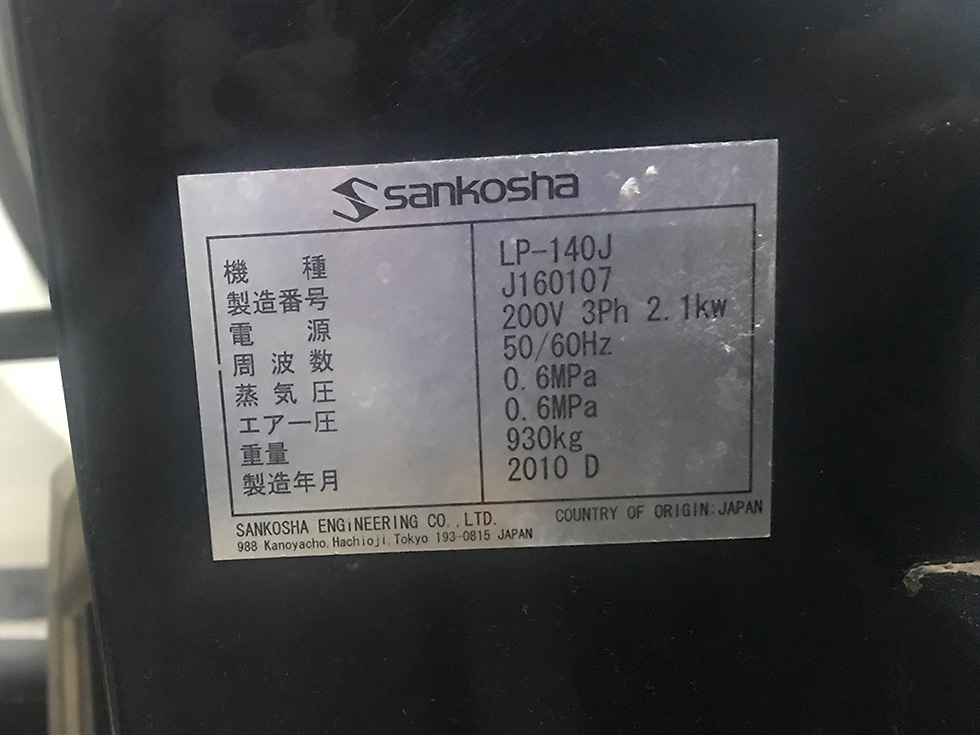 sankosha
機種 LP-140J
製造番号 J160107
電源 200V 3Ph 2.1kw
周波数 50/60Hz
蒸気圧 0.6MPa
エアー圧 0.6MPa
重量 930kg
製造年月 2010 D
SANKOSHA ENGiNEERING CO.,LTD. COUNTRY OF ORIGIN:JAPAN
988 Kanoyacho,Hachioji,Tokyo 193-0815 JAPAN